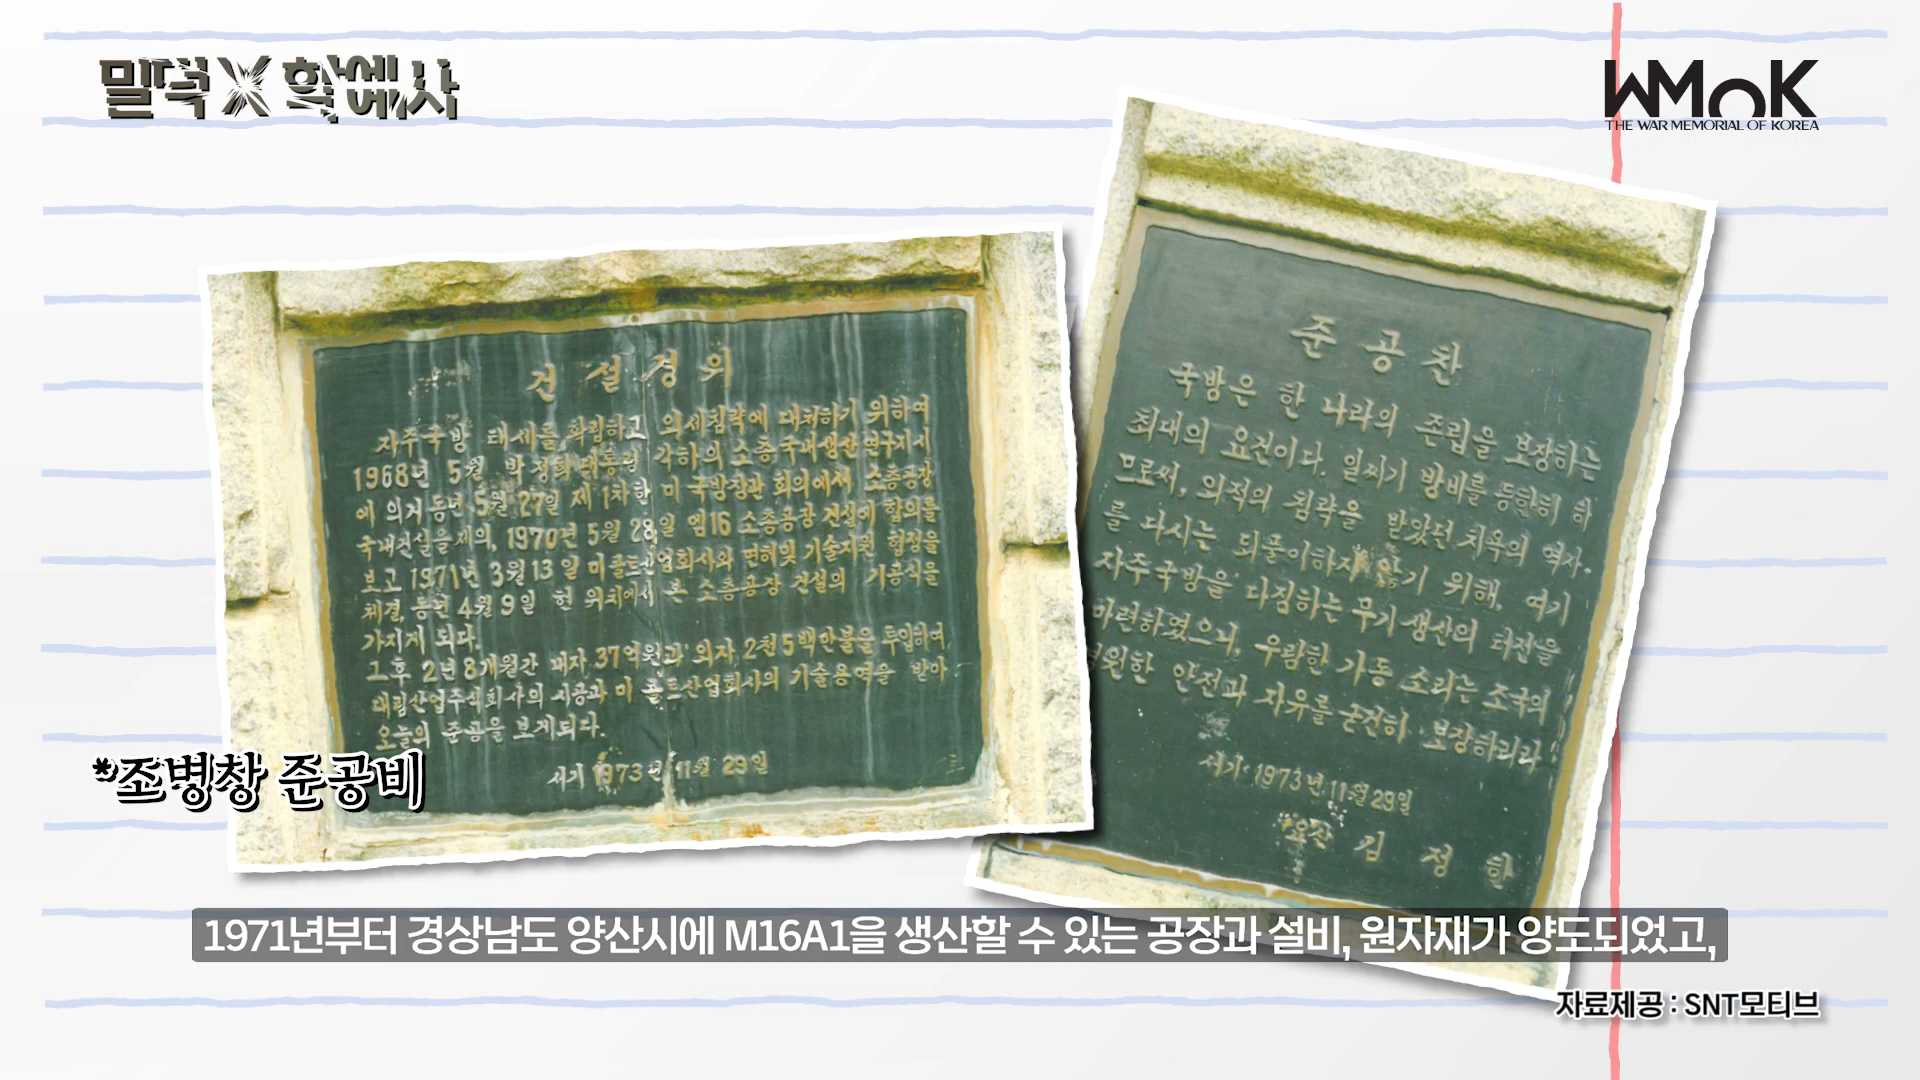 밀덕 X 학예사
WMOK
THE WAR MEMORIAL OF KOREA
건설경위
자주국방 태세를 확립하고 외세침략에 대처하기 위하여
1968년 5월 박정희 대통령 각하의 소총국내생산 연구지시
에 의거 동년 5월 27일 제1차 한 미 국방장관 회의에서 소총공장
국내건설을 제의, 1970년 5월 28일 엠16 소총공장 건설에 합의를
보고 1971년 3월 13일 미 콜트산업회사와 면허및 기술지원 협정을
체결, 동년 4월 9일 현 위치에서 본 소총공장 건설의 기공식을
가지게 되다.
그후 2년 8개월간 내자 37억원과 외자 2천5백만불을 투입하여
대림산업주식회사의 시공과 미 콜트산업회사의 기술용역을 받아
오늘의 준공을 보게되다.
서기 1973년 11월 29일
준공찬
국방은 한 나라의 존립을 보장하는
최대의 요건이다. 일찌기 방비를 등한히 하
므로써, 외적의 침략을 받았던 치욕의 역사
를 다시는 되풀이하지 않기 위해, 여기
자주국방을 다짐하는 무기생산의 터전을
마련하였으니, 우람한 가동 소리는 조국의
영원한 안전과 자유를 굳건히 보장하리라
서기 1973년 11월 29일
김정한
*조병창 준공비
1971년부터 경상남도 양산시에 M16A1을 생산할 수 있는 공장과 설비, 원자재가 양도되었고,
자료제공 : SNT모티브